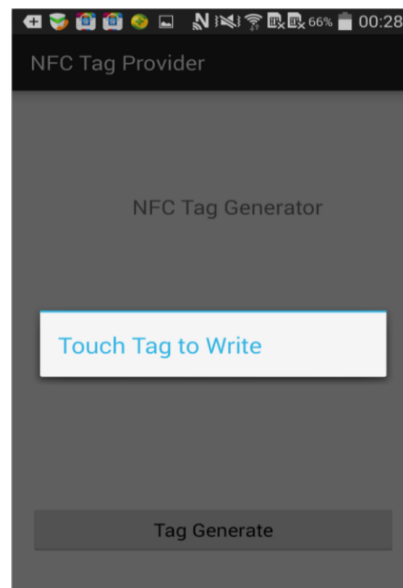 66% 00:28
NFC Tag Provider
NFC Tag Generator
Touch Tag to Write
Tag Generate